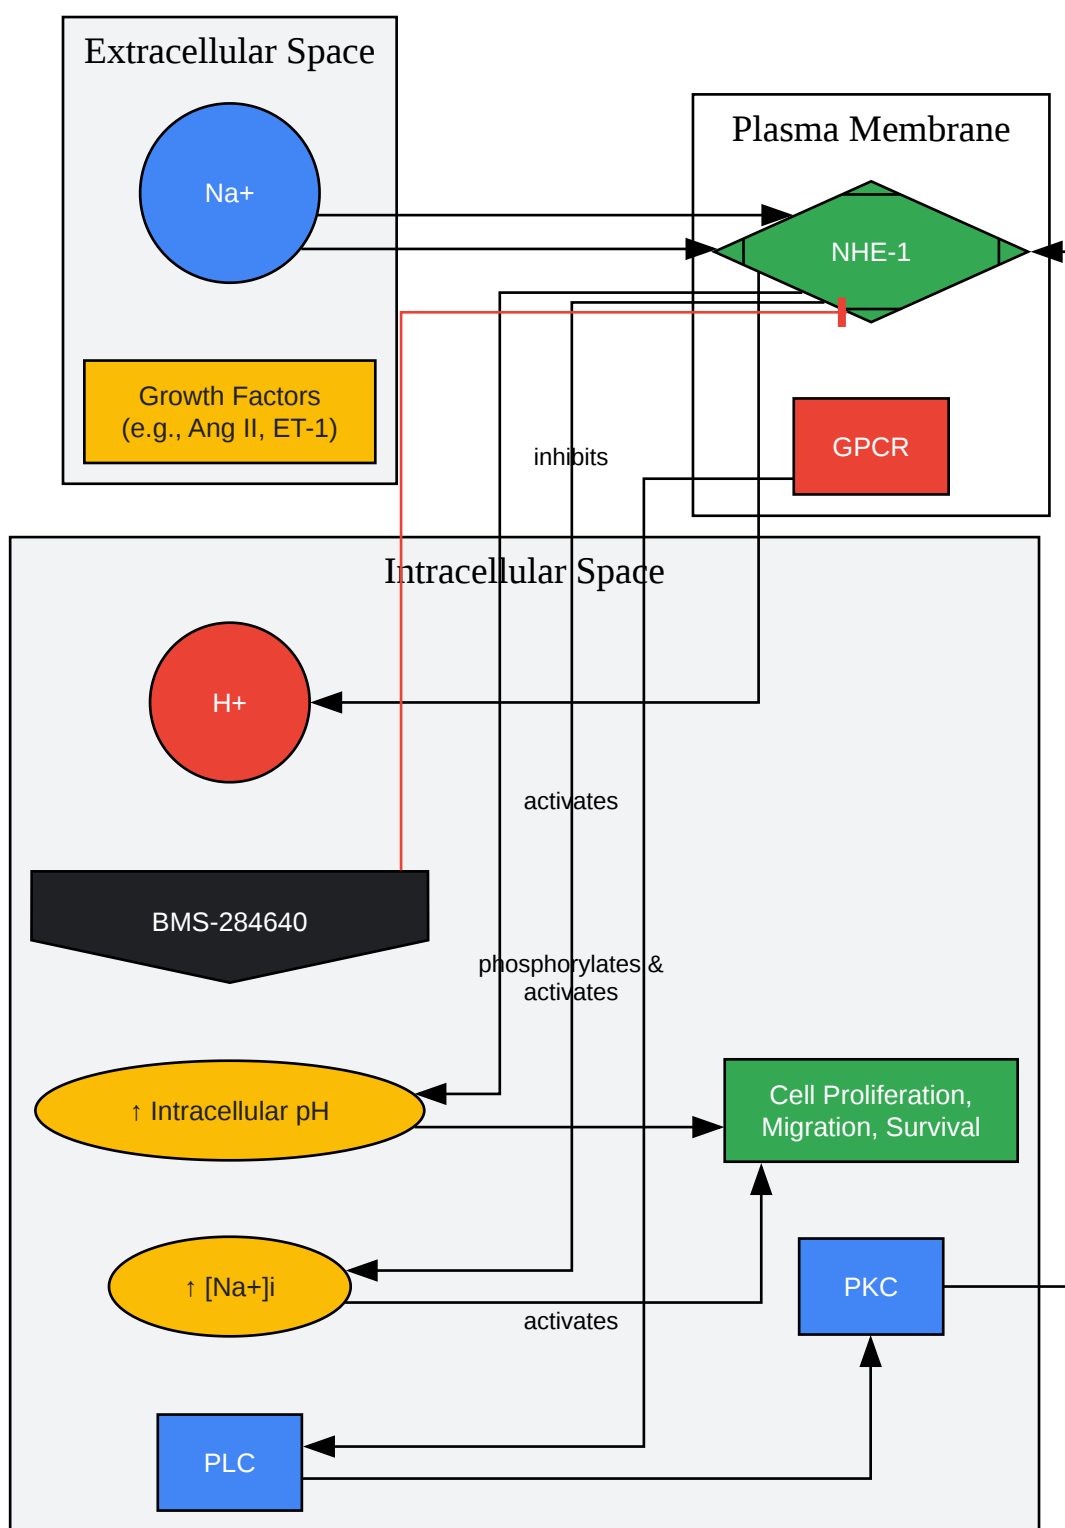 Extracellular Space
Na+
Growth Factors
(e.g., Ang II, ET-1)
Plasma Membrane
NHE-1
GPCR
inhibits
Intracellular Space
H+
activates
BMS-284640
phosphorylates &
activates
↑ Intracellular pH
Cell Proliferation,
Migration, Survival
↑ [Na+]i
PKC
activates
PLC